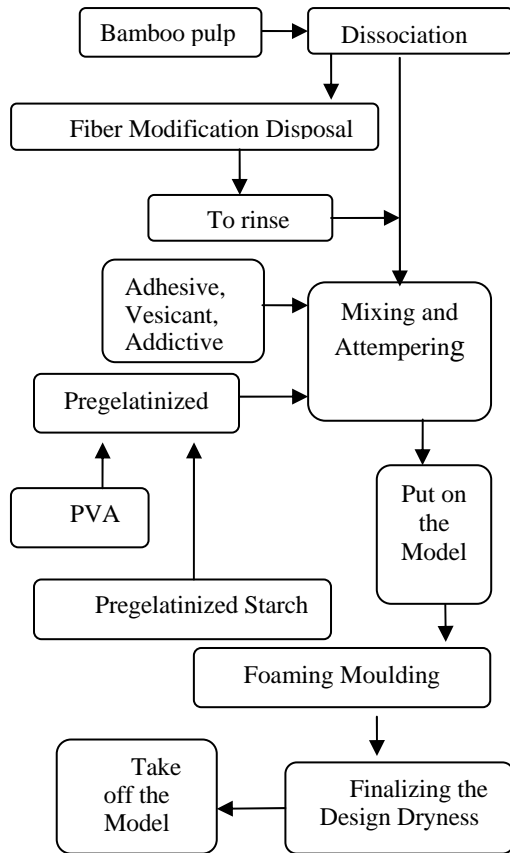 Bamboo pulp
Dissociation
Fiber Modification Disposal
To rinse
Adhesive,
Vesicant,
Addictive
Mixing and
Attempering
Pregelatinized
PVA
Put on
the
Model
Pregelatinized Starch
Foaming Moulding
Take
off the
Model
Finalizing the
Design Dryness